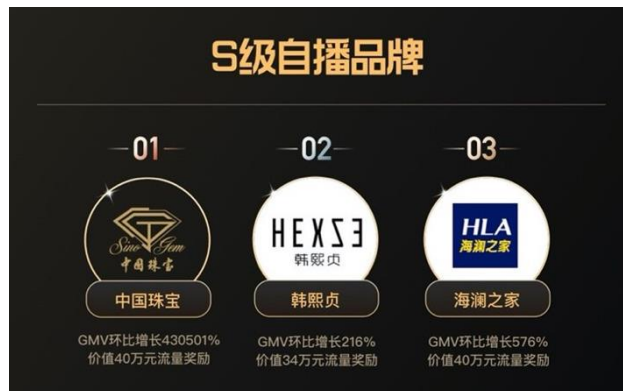 S级自播品牌
01
02
03
Sino Gem
中国珠宝
HEXZE
韩熙贞
HLA
海澜之家
中国珠宝
韩熙贞
海澜之家
GMV环比增长430501%
价值40万元流量奖励
GMV环比增长216%
价值34万元流量奖励
GMV环比增长576%
价值40万元流量奖励